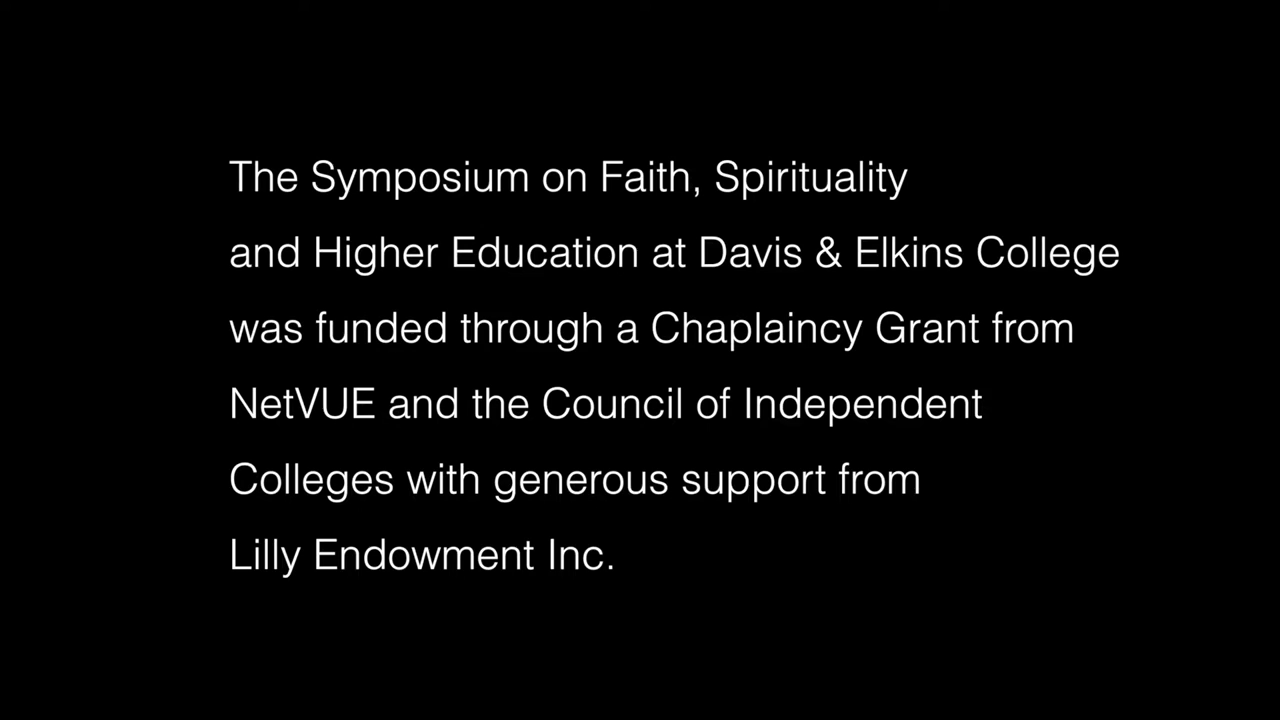 The Symposium on Faith, Spirituality
and Higher Education at Davis & Elkins College
was funded through a Chaplaincy Grant from
NetVUE and the Council of Independent
Colleges with generous support from
Lilly Endowment Inc.